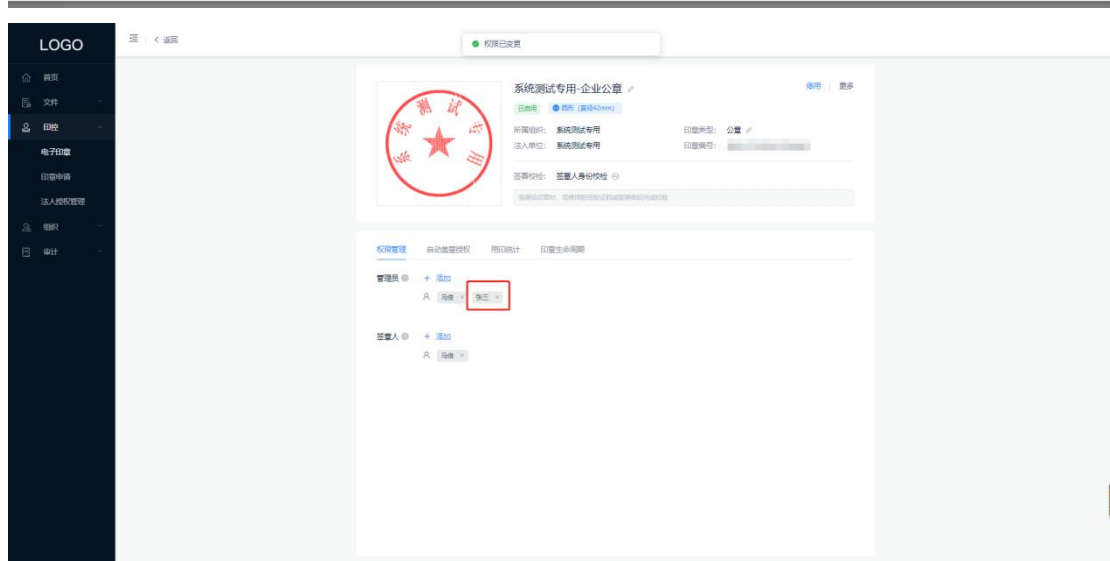 LOGO
返回
权限已变更
首页
文件
印控
电子印章
印章申请
法人授权管理
组织
审计
系统测试专用
系统测试专用-企业公章
停用
更多
已启用
圆形（直径42mm）
所属组织： 系统测试专用
印章类型： 公章
法人单位： 系统测试专用
印章编号：
签署校验： 签章人身份校验
权限管理 自动盖章授权 用印统计 印章生命周期
管理员 + 添加
马俊 × 张三 ×
签章人 + 添加
马俊 ×